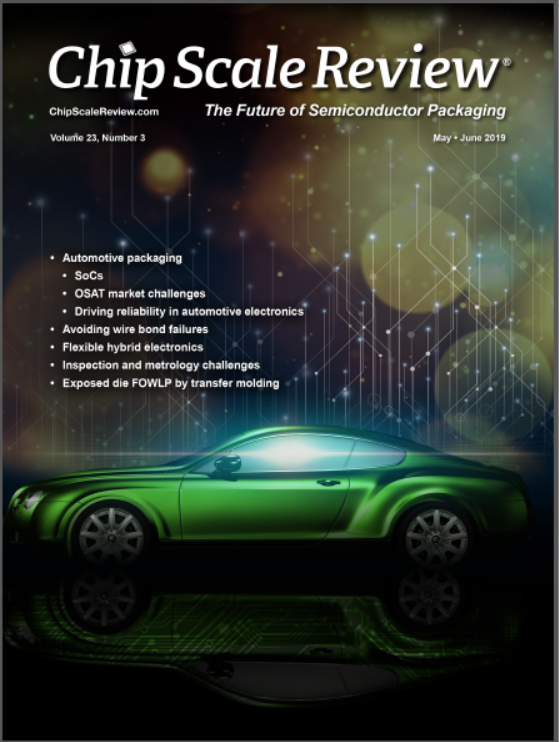 Chip Scale Review®
ChipScaleReview.com The Future of Semiconductor Packaging
Volume 23, Number 3 May • June 2019
• Automotive packaging
• SoCs
• OSAT market challenges
• Driving reliability in automotive electronics
• Avoiding wire bond failures
• Flexible hybrid electronics
• Inspection and metrology challenges
• Exposed die FOWLP by transfer molding